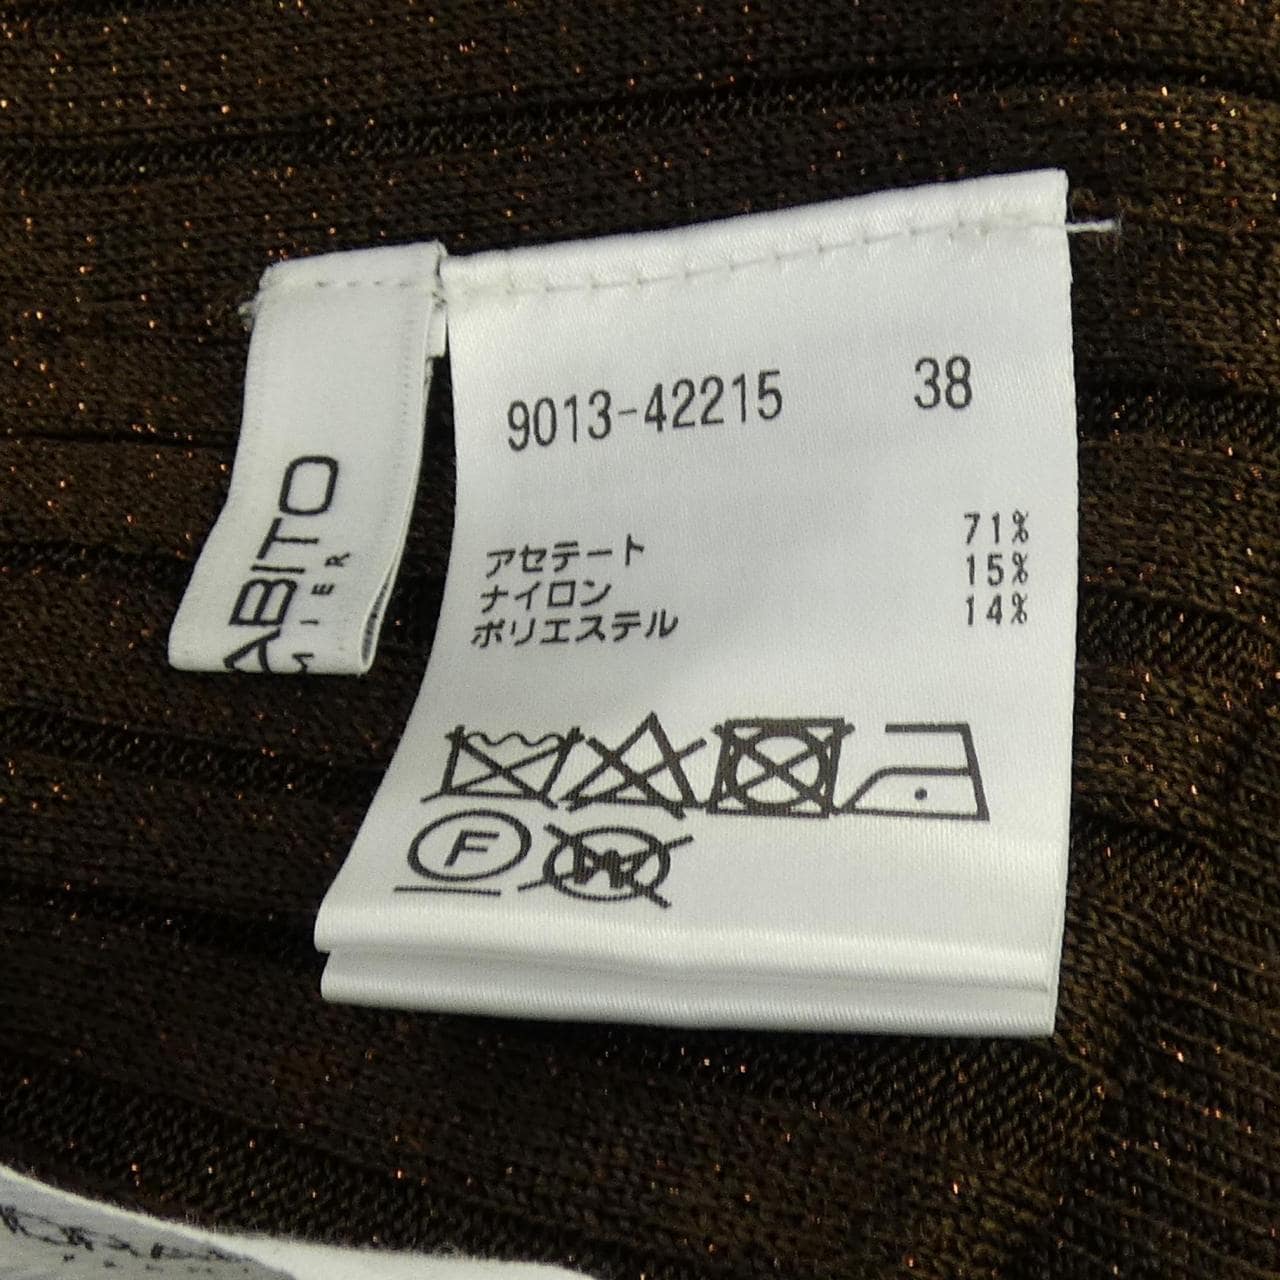 9013-42215 38
アセテート 71%
ナイロン 15%
ポリエステル 14%
F
W
ABITO
MIER